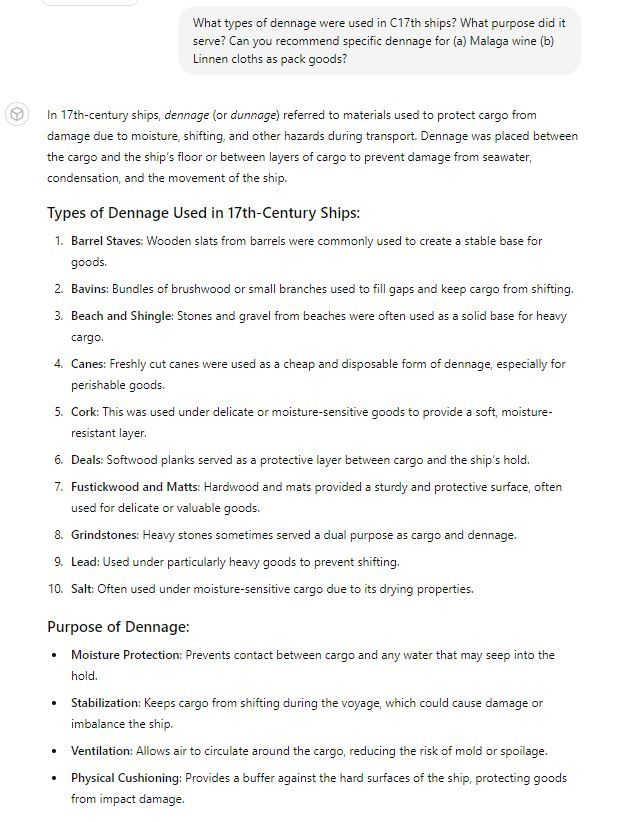 What types of dennage were used in C17th ships? What purpose did it
serve? Can you recommend specific dennage for (a) Malaga wine (b)
Linnen cloths as pack goods?
In 17th-century ships, dennage (or dunnage) referred to materials used to protect cargo from
damage due to moisture, shifting, and other hazards during transport. Dennage was placed between
the cargo and the ship's floor or between layers of cargo to prevent damage from seawater,
condensation, and the movement of the ship.
Types of Dennage Used in 17th-Century Ships:
1. Barrel Staves: Wooden slats from barrels were commonly used to create a stable base for
goods.
2. Bavins: Bundles of brushwood or small branches used to fill gaps and keep cargo from shifting.
3. Beach and Shingle: Stones and gravel from beaches were often used as a solid base for heavy
cargo.
4. Canes: Freshly cut canes were used as a cheap and disposable form of dennage, especially for
perishable goods.
5. Cork: This was used under delicate or moisture-sensitive goods to provide a soft, moisture-
resistant layer.
6. Deals: Softwood planks served as a protective layer between cargo and the ship's hold.
7. Fustickwood and Matts: Hardwood and mats provided a sturdy and protective surface, often
used for delicate or valuable goods.
8. Grindstones: Heavy stones sometimes served a dual purpose as cargo and dennage.
9. Lead: Used under particularly heavy goods to prevent shifting.
10. Salt: Often used under moisture-sensitive cargo due to its drying properties.
Purpose of Dennage:
• Moisture Protection: Prevents contact between cargo and any water that may seep into the
hold.
• Stabilization: Keeps cargo from shifting during the voyage, which could cause damage or
imbalance the ship.
• Ventilation: Allows air to circulate around the cargo, reducing the risk of mold or spoilage.
• Physical Cushioning: Provides a buffer against the hard surfaces of the ship, protecting goods
from impact damage.